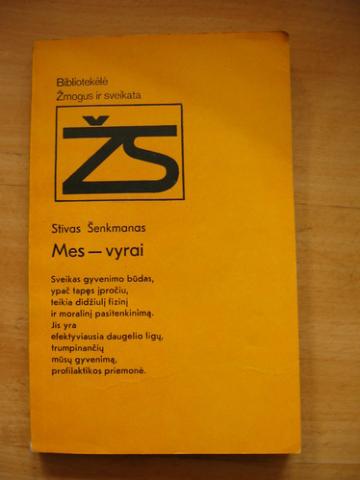 Bibliotekėlė
Žmogus ir sveikata
ŽS
Stivas Šenkmanas
Mes — vyrai
Sveikas gyvenimo būdas,
ypač tapęs įpročiu,
teikia didžiulį fizinį
ir moralinį pasitenkinimą.
Jis yra
efektyviausia daugelio ligų,
trumpinančių
mūsų gyvenimą,
profilaktikos priemonė.